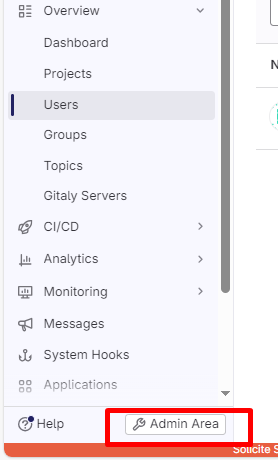 Overview
Dashboard
Projects
N
Users
Groups
Topics
Gitaly Servers
CI/CD
Analytics
Monitoring
Messages
System Hooks
Applications
Help
Admin Area
Solicite S